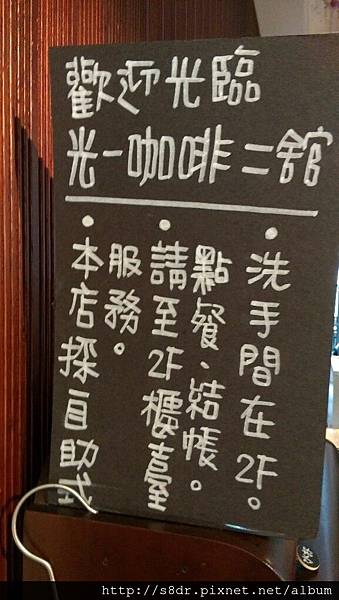 歡迎光臨
光一咖啡二館
•本店採自助式
服務。
•請至2F櫃臺
點餐、結帳。
•洗手間在2F。
http://s8dr.pixnet.net/album